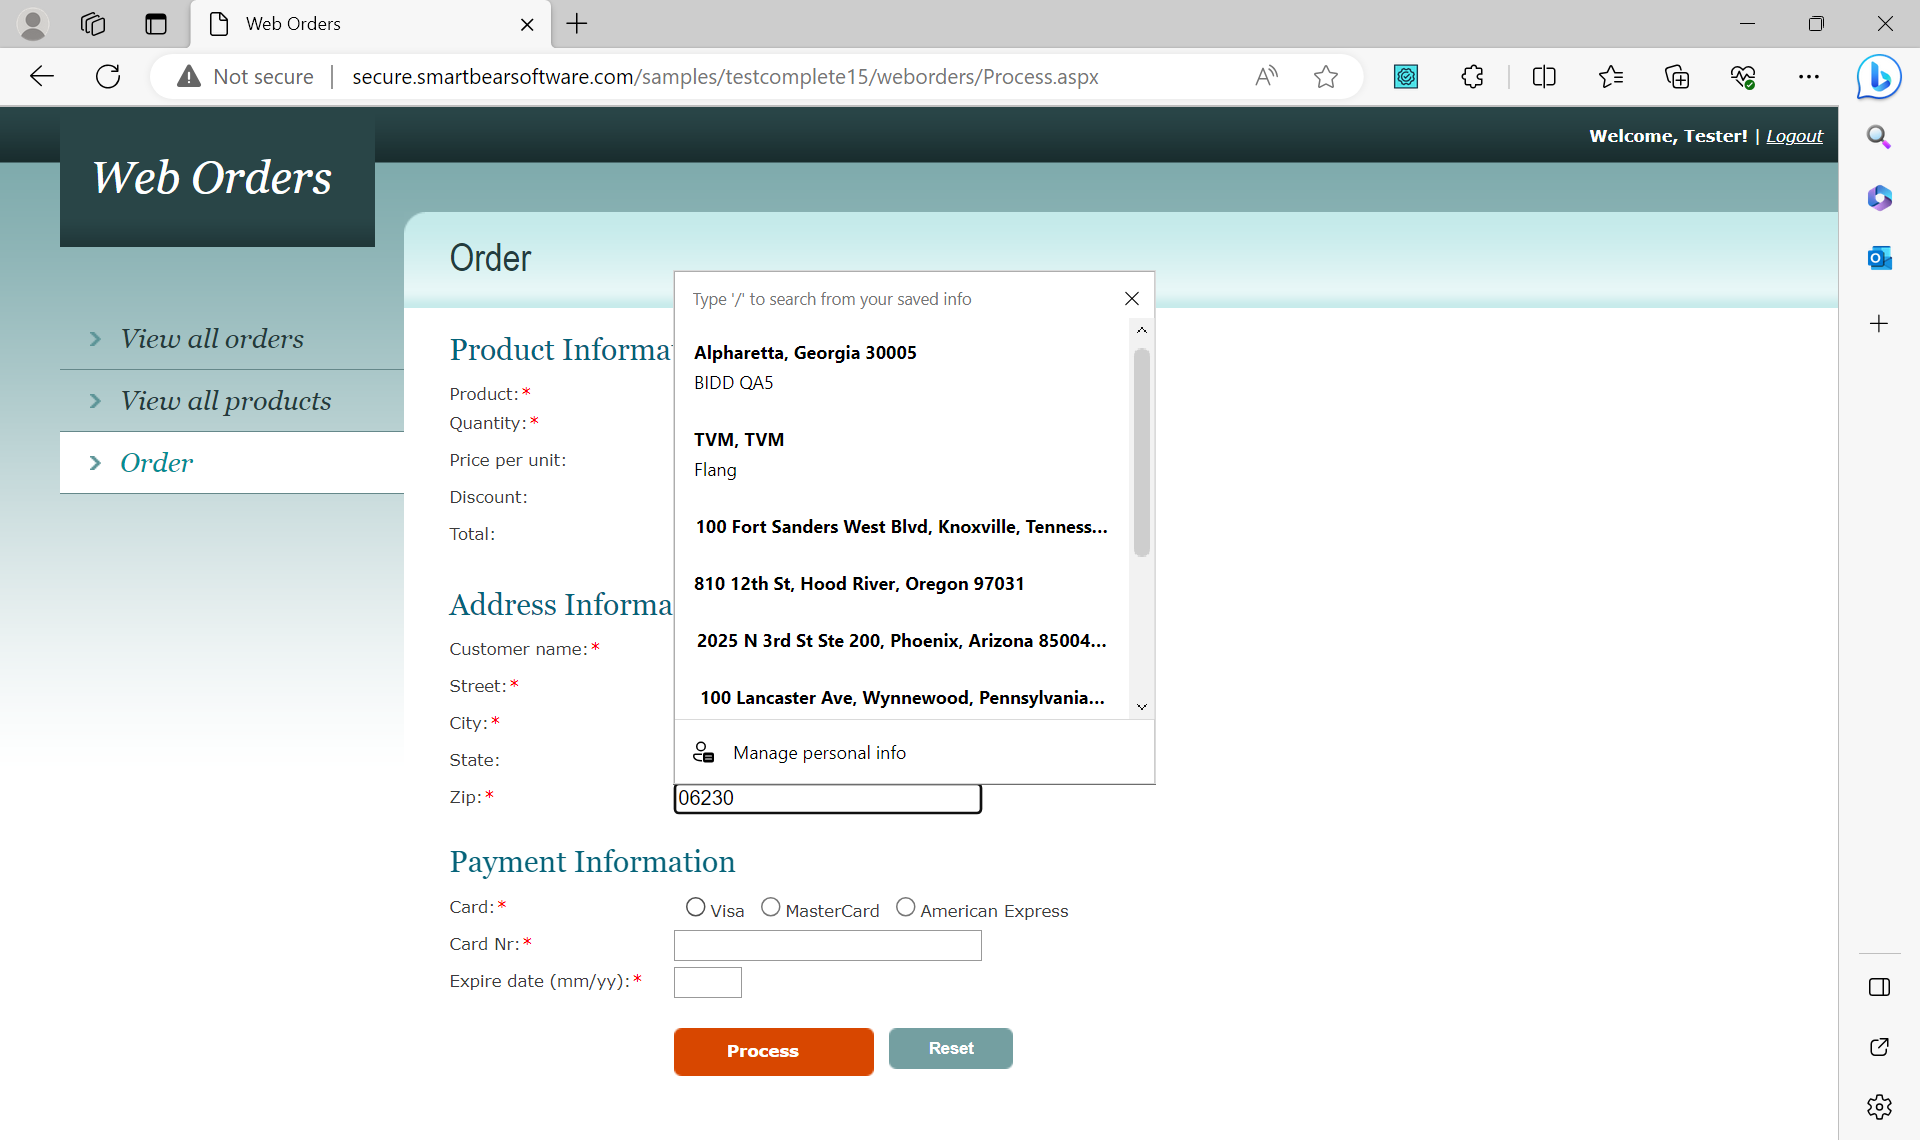 Web Orders
Not secure
secure.smartbearsoftware.com/samples/testcomplete15/weborders/Process.aspx
Welcome, Tester! | Logout
Web Orders
View all orders
View all products
Order
Order
Type '/' to search from your saved info
Alpharetta, Georgia 30005
BIDD QA5
TVM, TVM
Flang
100 Fort Sanders West Blvd, Knoxville, Tenness...
810 12th St, Hood River, Oregon 97031
2025 N 3rd St Ste 200, Phoenix, Arizona 85004...
100 Lancaster Ave, Wynnewood, Pennsylvania...
Manage personal info
Product Informa
Product:*
Quantity:*
Price per unit:
Discount:
Total:
Address Informa
Customer name:*
Street:*
City:*
State:
Zip:* 06230
Payment Information
Card:* Visa MasterCard American Express
Card Nr:*
Expire date (mm/yy):*
Process Reset